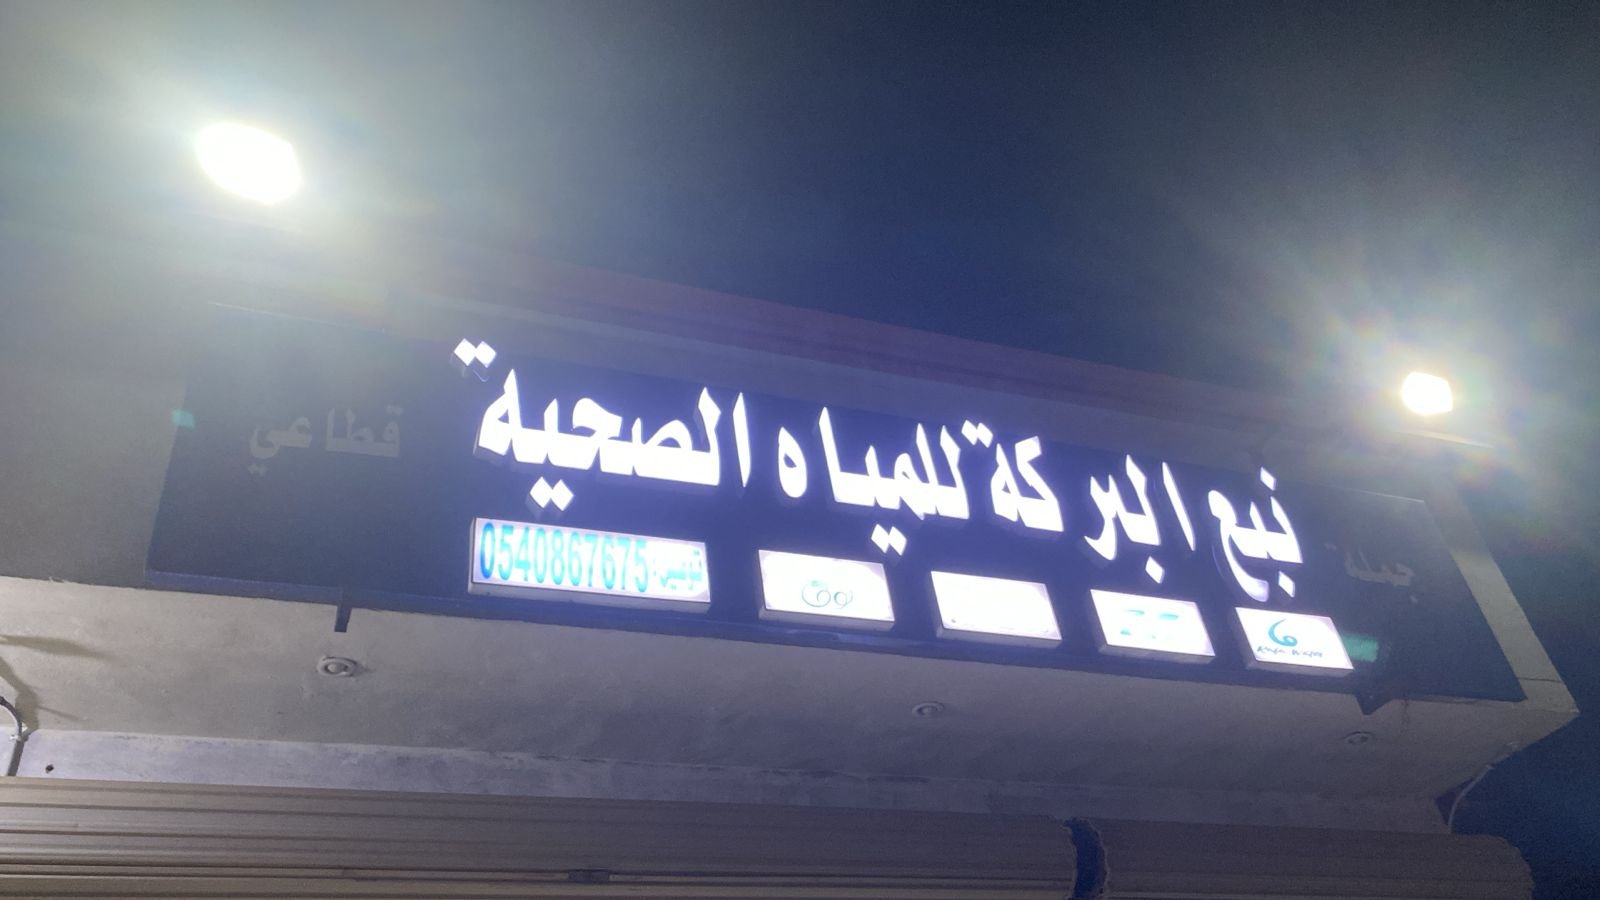 نبع البركة للمياه الصحية
جملة
قطاعي
توصيل: 0540867675